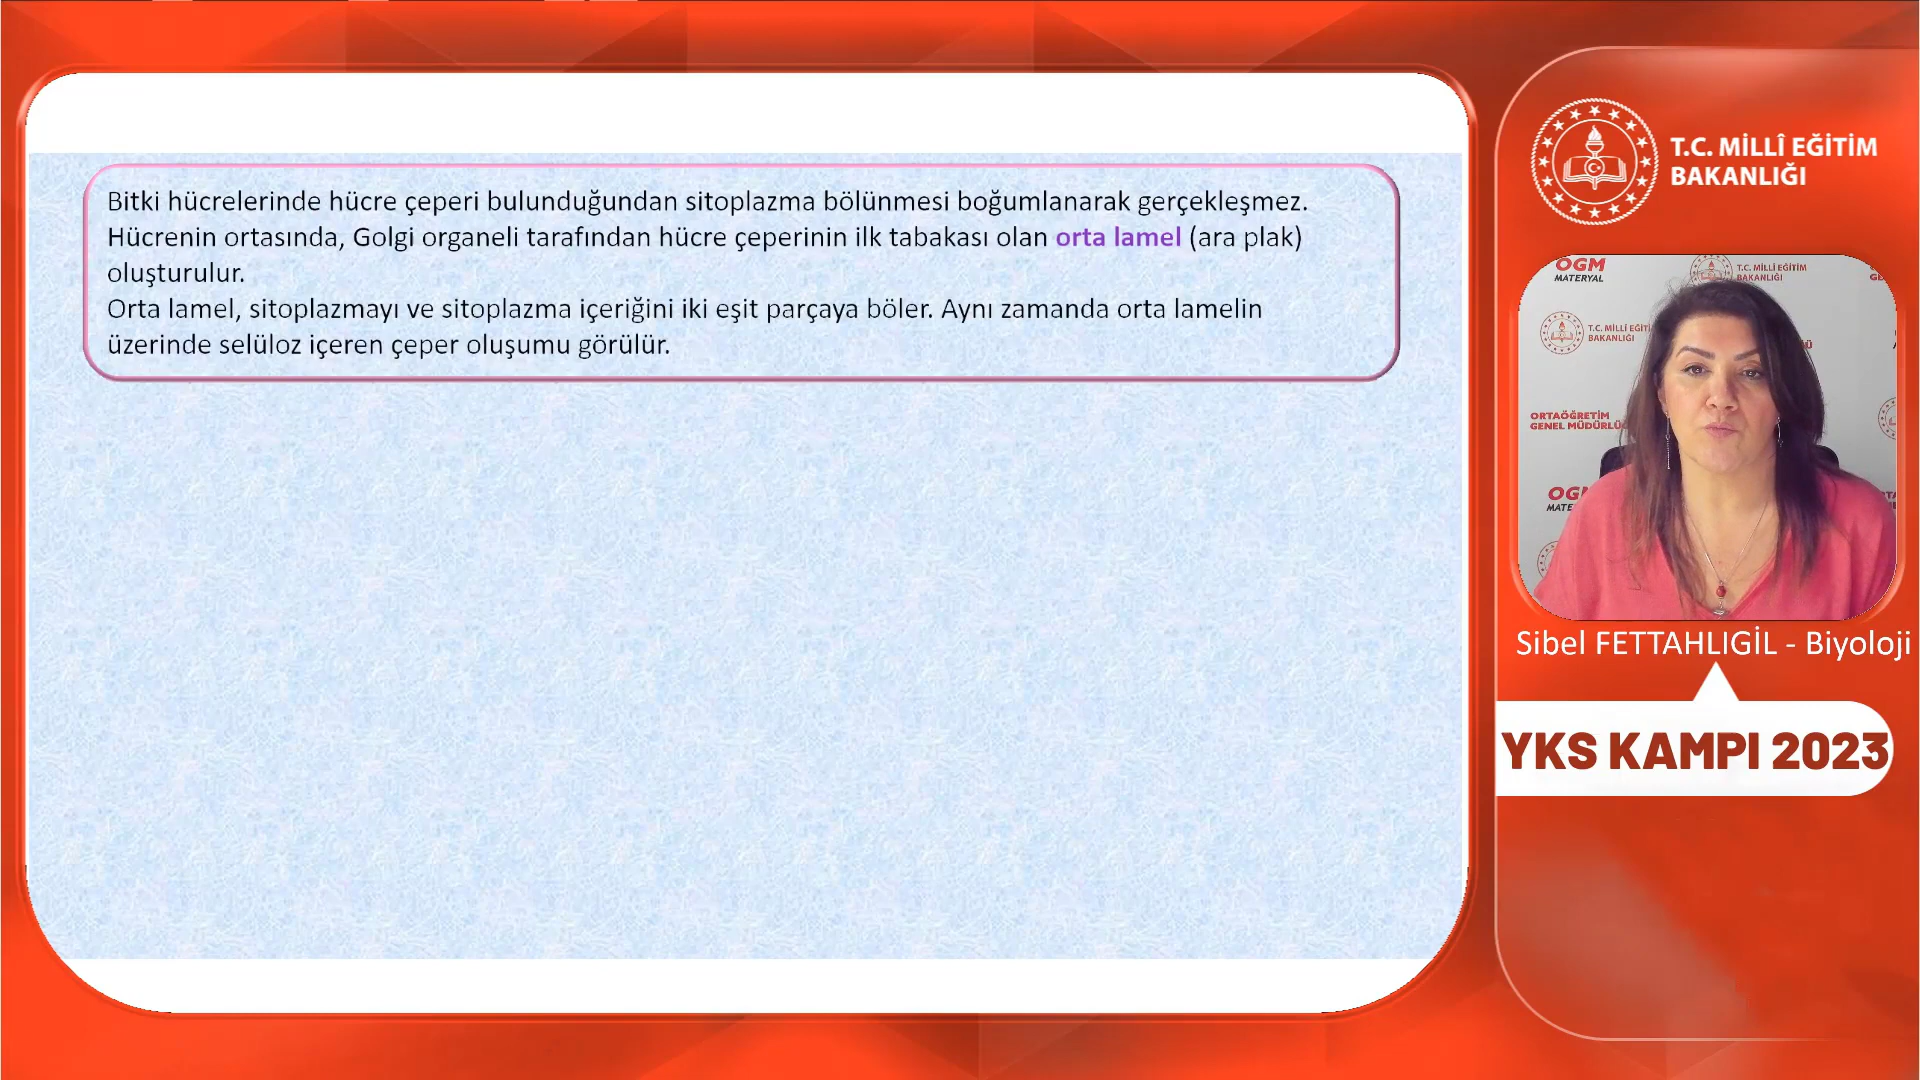 Bitki hücrelerinde hücre çeperi bulunduğundan sitoplazma bölünmesi boğumlanarak gerçekleşmez.
Hücrenin ortasında, Golgi organeli tarafından hücre çeperinin ilk tabakası olan orta lamel (ara plak)
oluşturulur.
Orta lamel, sitoplazmayı ve sitoplazma içeriğini iki eşit parçaya böler. Aynı zamanda orta lamelin
üzerinde selüloz içeren çeper oluşumu görülür.
T.C. MİLLÎ EĞİTİM
BAKANLIĞI
OGM
MATERYAL
T.C. MİLLÎ EĞİTİM
BAKANLIĞI
T.C. MİLLÎ EĞİTİ
BAKANLIĞI
ORTAÖĞRETİM
GENEL MÜDÜRLÜ
OG
MATE
Sibel FETTAHLIGİL - Biyoloji
YKS KAMPI 2023